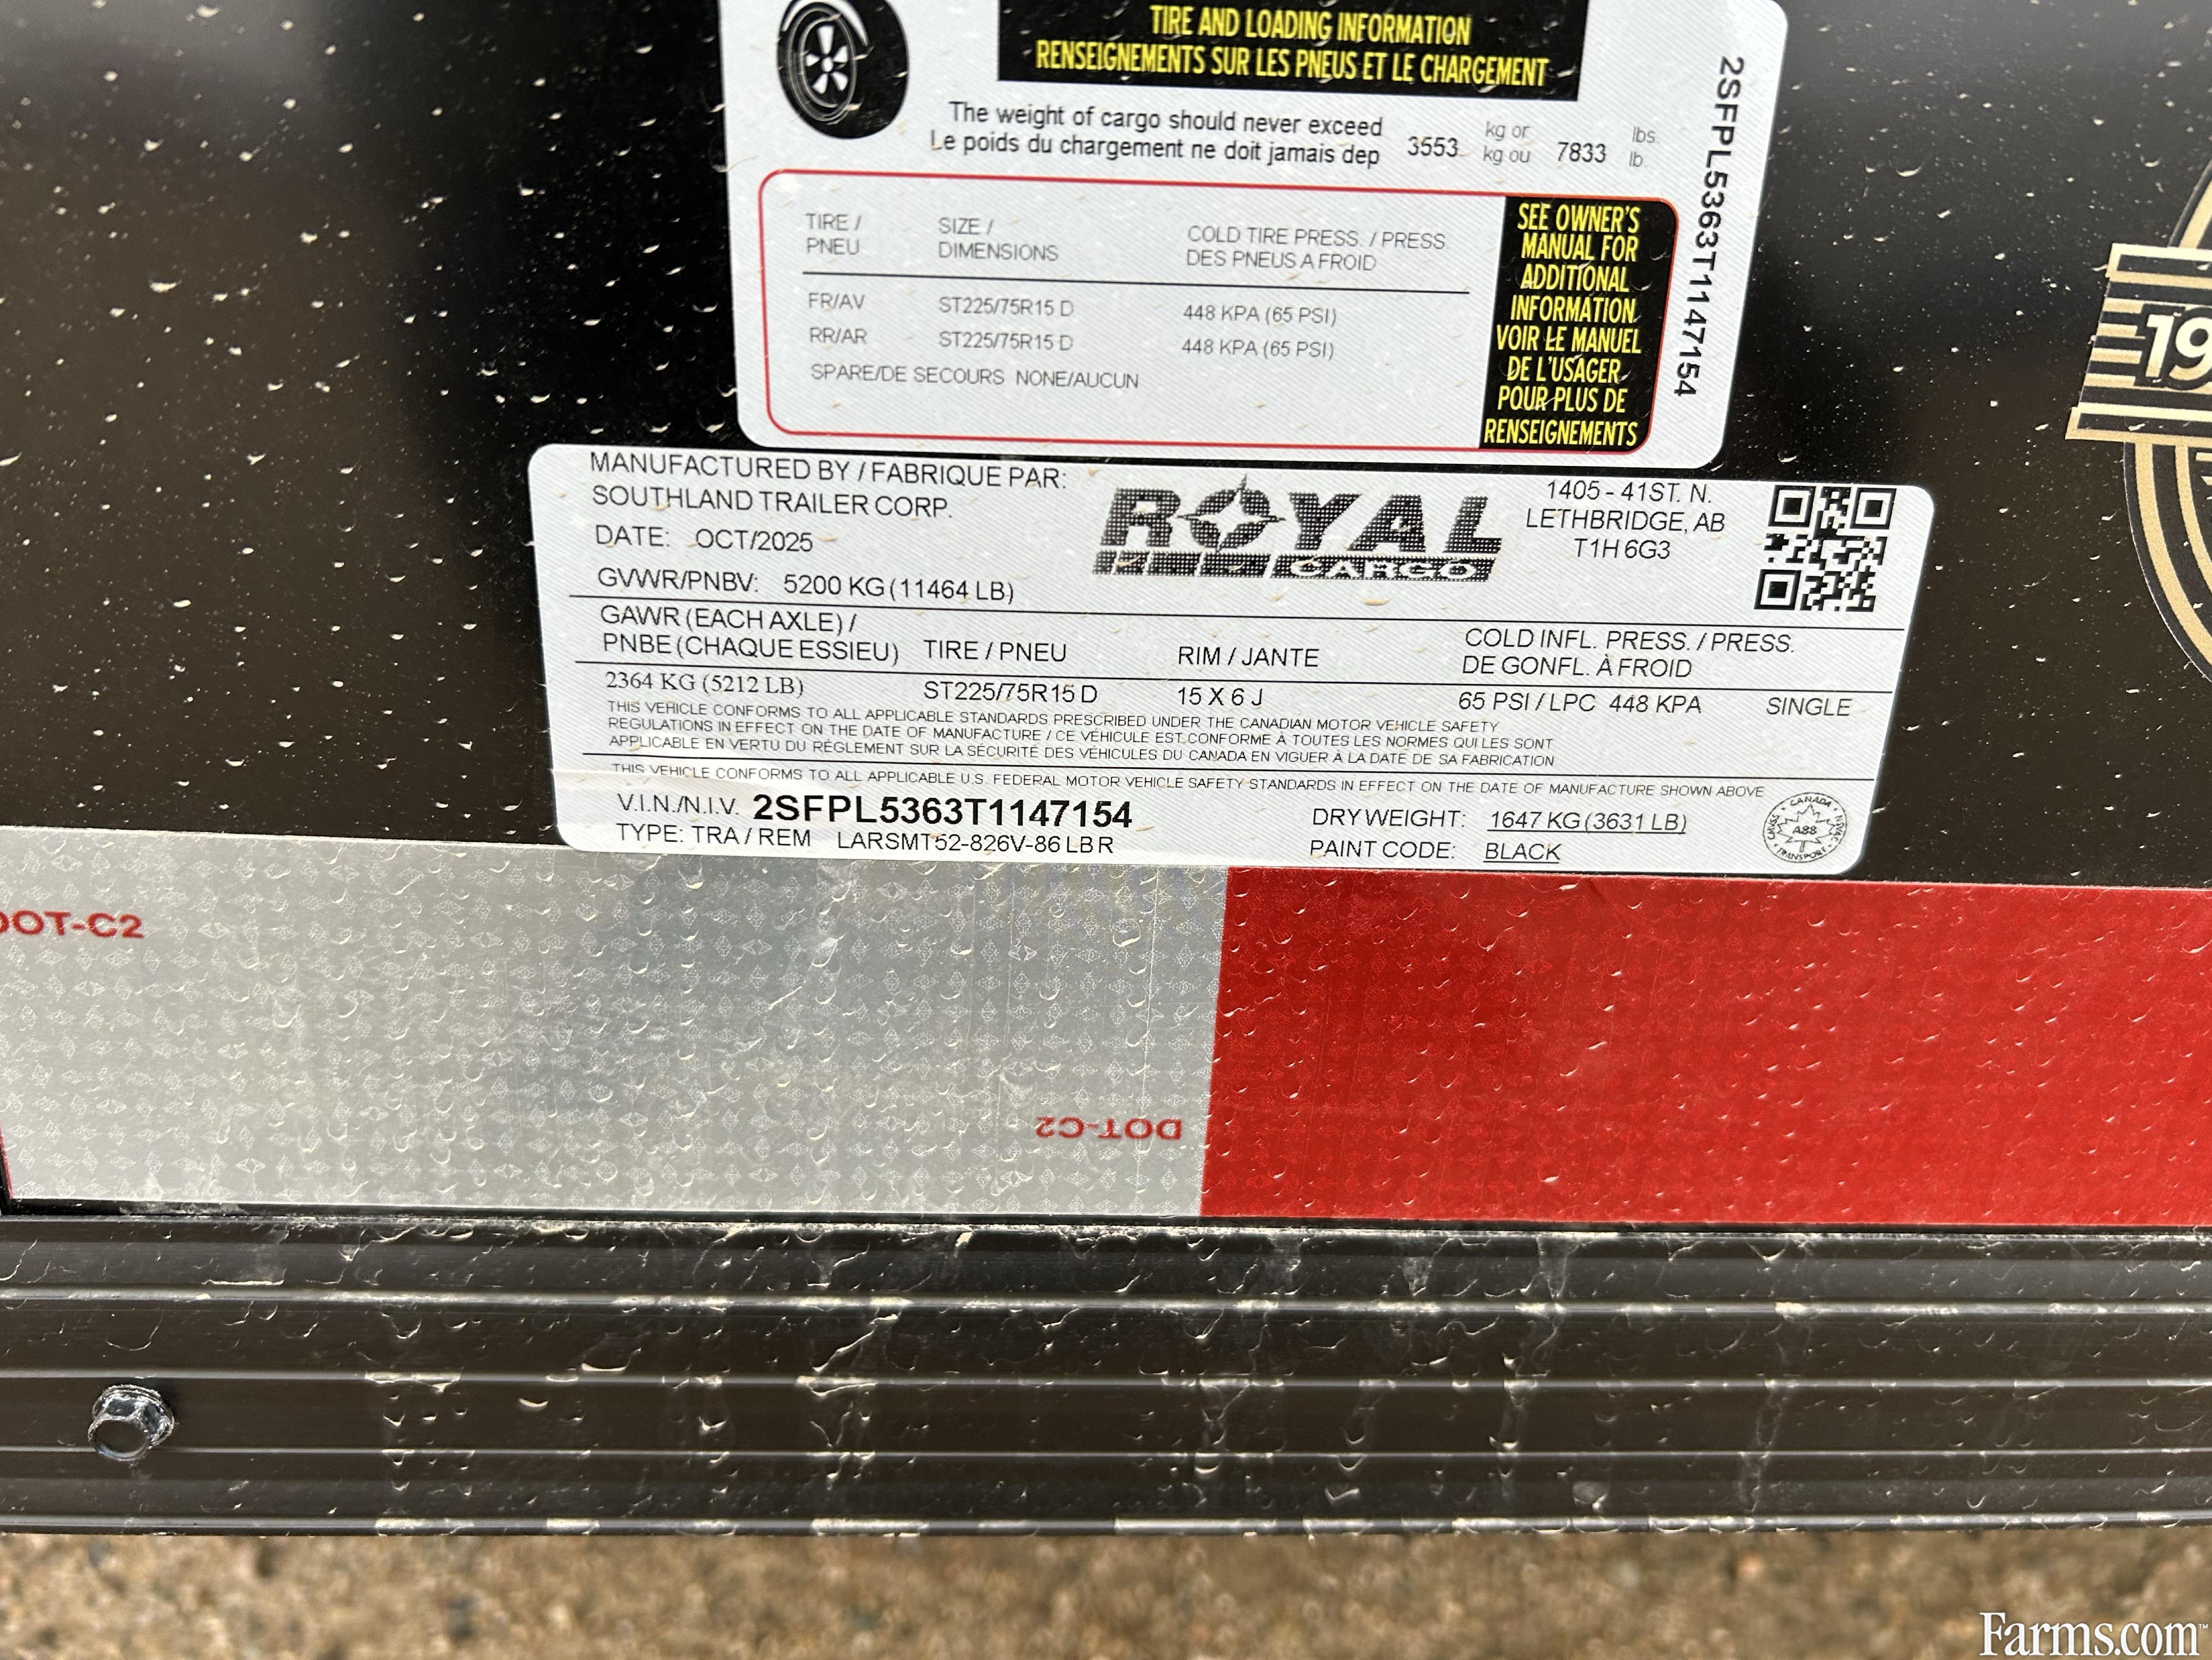 TIRE AND LOADING INFORMATION
RENSEIGNEMENTS SUR LES PNEUS ET LE CHARGEMENT
The weight of cargo should never exceed
Le poids du chargement ne doit jamais dep
3553 kg or kg ou 7833 lbs. lb.
2SFPL5363T1147154
TIRE / PNEU
SIZE / DIMENSIONS
COLD TIRE PRESS. / PRESS. DES PNEUS A FROID
FR/AV ST225/75R15 D 448 KPA (65 PSI)
RR/AR ST225/75R15 D 448 KPA (65 PSI)
SPARE/DE SECOURS NONE/AUCUN
SEE OWNER'S
MANUAL FOR
ADDITIONAL
INFORMATION
VOIR LE MANUEL
DE L'USAGER
POUR PLUS DE
RENSEIGNEMENTS
19
MANUFACTURED BY / FABRIQUE PAR:
SOUTHLAND TRAILER CORP.
DATE: OCT/2025
GVWR/PNBV: 5200 KG (11464 LB)
ROYAL
CARGO
1405 - 41ST. N.
LETHBRIDGE, AB
T1H 6G3
GAWR (EACH AXLE) /
PNBE (CHAQUE ESSIEU) TIRE / PNEU RIM / JANTE
COLD INFL. PRESS. / PRESS.
DE GONFL. À FROID
2364 KG (5212 LB) ST225/75R15 D 15 X 6 J 65 PSI / LPC 448 KPA SINGLE
THIS VEHICLE CONFORMS TO ALL APPLICABLE STANDARDS PRESCRIBED UNDER THE CANADIAN MOTOR VEHICLE SAFETY
REGULATIONS IN EFFECT ON THE DATE OF MANUFACTURE / CE VÉHICULE EST CONFORME À TOUTES LES NORMES QUI LES SONT
APPLICABLE EN VERTU DU RÉGLEMENT SUR LA SÉCURITÉ DES VÉHICULES DU CANADA EN VIGUER À LA DATE DE SA FABRICATION
THIS VEHICLE CONFORMS TO ALL APPLICABLE U.S. FEDERAL MOTOR VEHICLE SAFETY STANDARDS IN EFFECT ON THE DATE OF MANUFACTURE SHOWN ABOVE
V.I.N./N.I.V. 2SFPL5363T1147154
TYPE: TRA / REM LARSMT52-826V-86 LB R
DRY WEIGHT: 1647 KG (3631 LB)
PAINT CODE: BLACK
CANADA
A88
TRANSPORT
DOT-C2
DOT-C2
Farms.com™